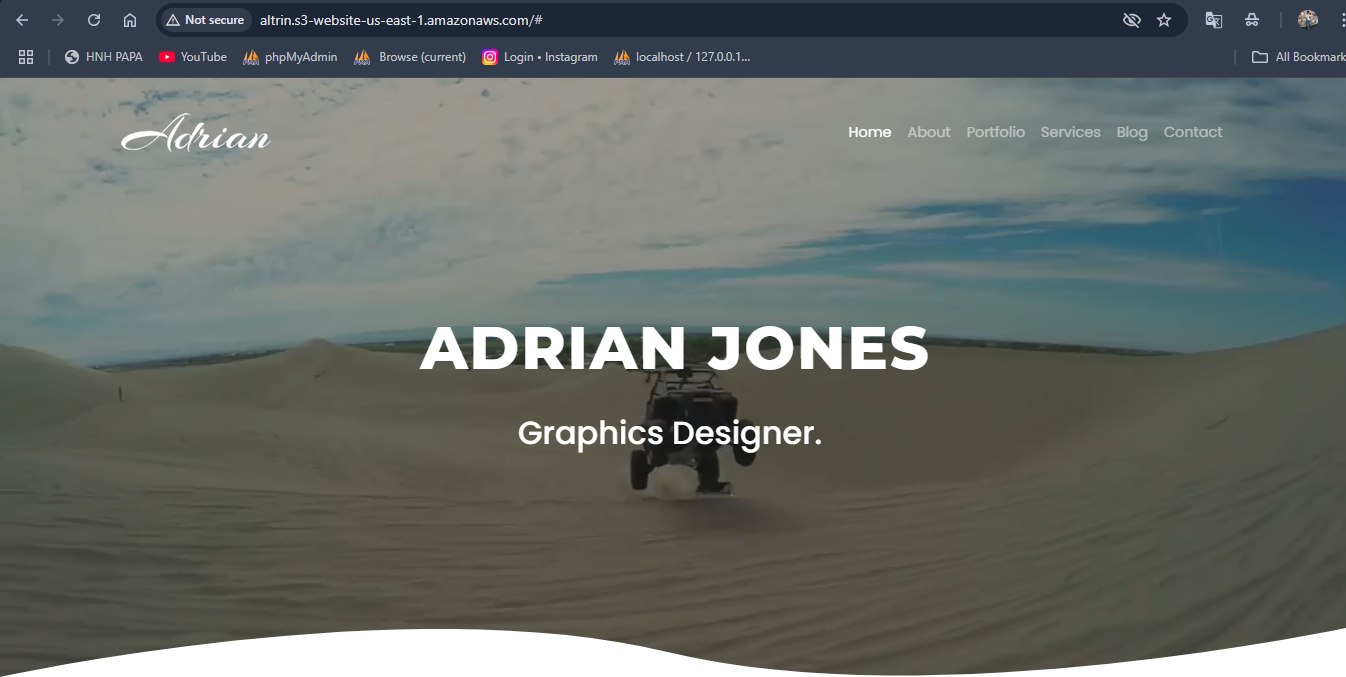 Not secure altrin.s3-website-us-east-1.amazonaws.com/#
HNH PAPA YouTube phpMyAdmin Browse (current) Login • Instagram localhost / 127.0.0.1... All Bookmark
Adrian Home About Portfolio Services Blog Contact
ADRIAN JONES
Graphics Designer.